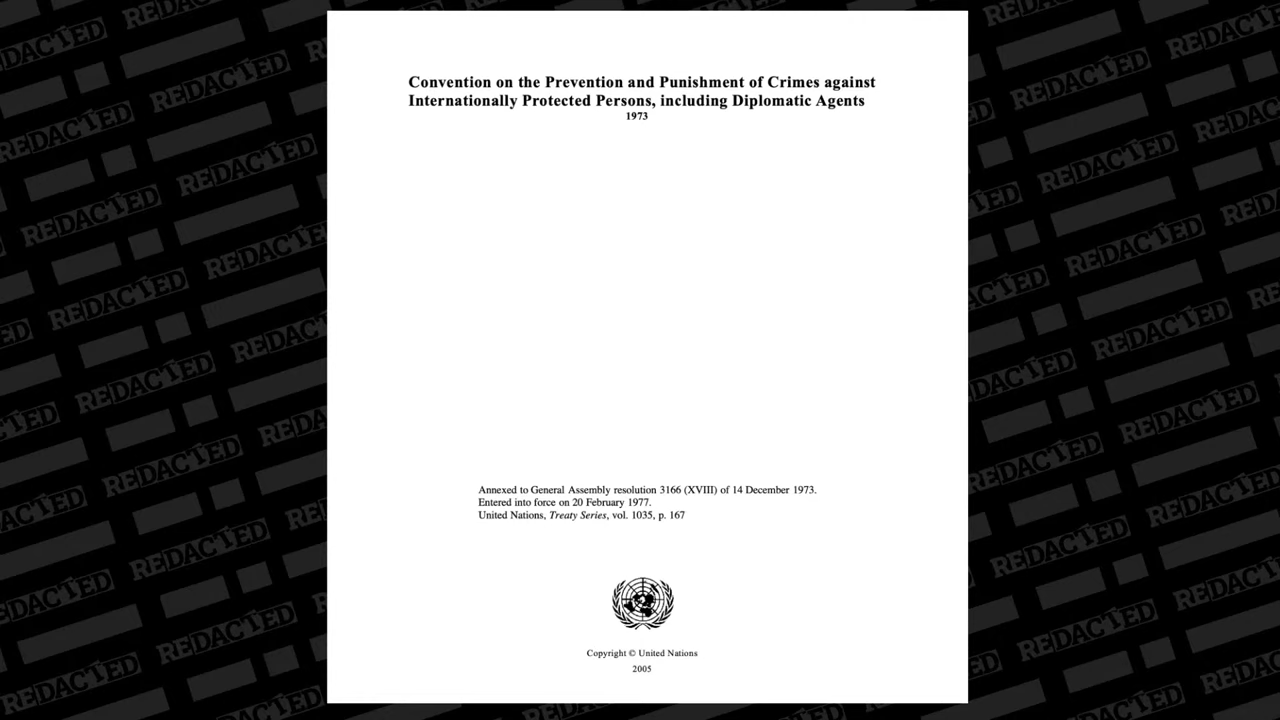 Convention on the Prevention and Punishment of Crimes against
Internationally Protected Persons, including Diplomatic Agents
1973
Annexed to General Assembly resolution 3166 (XVIII) of 14 December 1973.
Entered into force on 20 February 1977.
United Nations, Treaty Series, vol. 1035, p. 167
Copyright © United Nations
2005
REDACTED